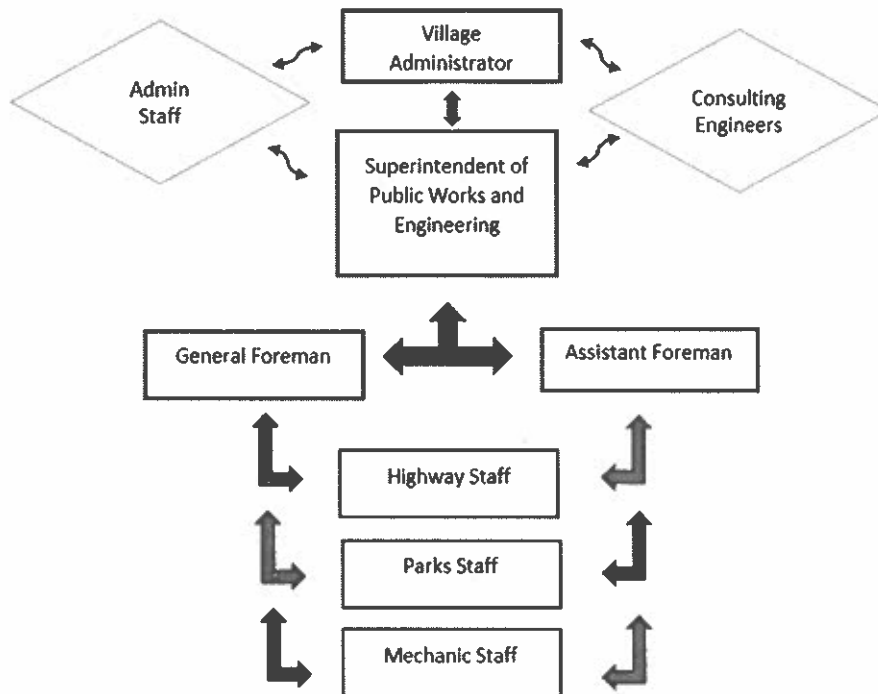 Village
Administrator
Admin
Staff
Consulting
Engineers
Superintendent of
Public Works and
Engineering
General Foreman
Assistant Foreman
Highway Staff
Parks Staff
Mechanic Staff